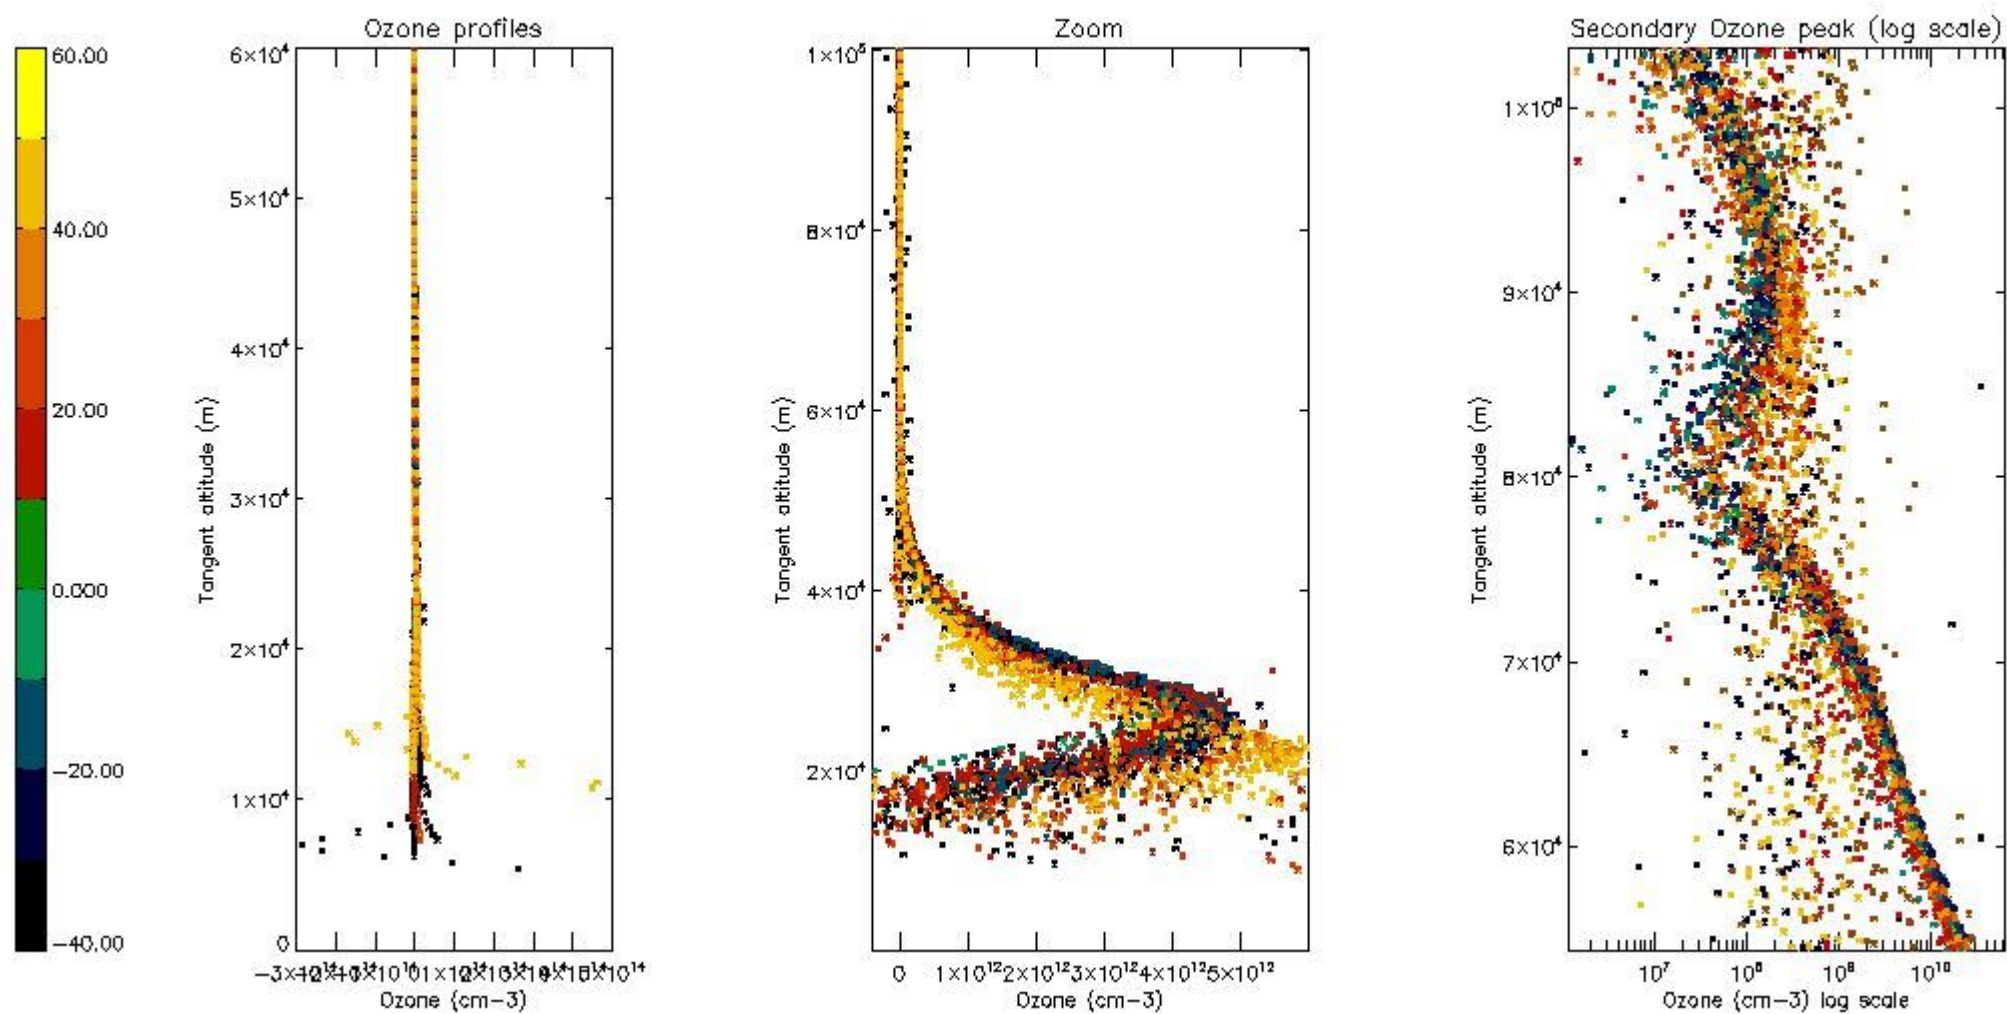 Ozone profiles
Zoom
Secondary Ozone peak (log scale)
60.00
40.00
20.00
0.000
−20.00
−40.00
6×10⁴
5×10⁴
4×10⁴
3×10⁴
2×10⁴
1×10⁴
0
Tangent altitude (m)
Ozone (cm−3)
1×10⁵
8×10⁴
6×10⁴
4×10⁴
2×10⁴
Tangent altitude (m)
0 1×10¹² 2×10¹² 3×10¹² 4×10¹² 5×10¹²
Ozone (cm−3)
1×10⁵
9×10⁴
8×10⁴
7×10⁴
6×10⁴
Tangent altitude (m)
10⁷ 10⁸ 10⁹ 10¹⁰
Ozone (cm−3) log scale